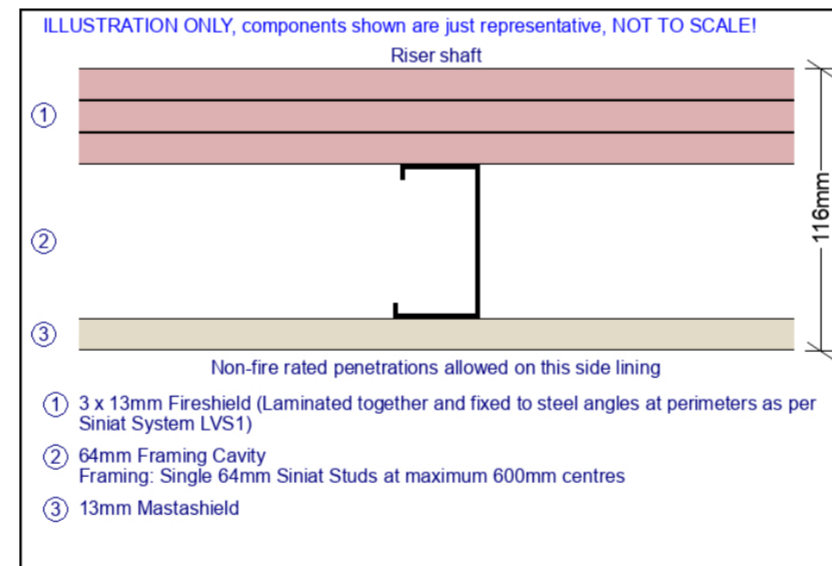 ILLUSTRATION ONLY, components shown are just representative, NOT TO SCALE!
Riser shaft
1
2
116mm
3
Non-fire rated penetrations allowed on this side lining
1 3 x 13mm Fireshield (Laminated together and fixed to steel angles at perimeters as per
Siniat System LVS1)
2 64mm Framing Cavity
Framing: Single 64mm Siniat Studs at maximum 600mm centres
3 13mm Mastashield